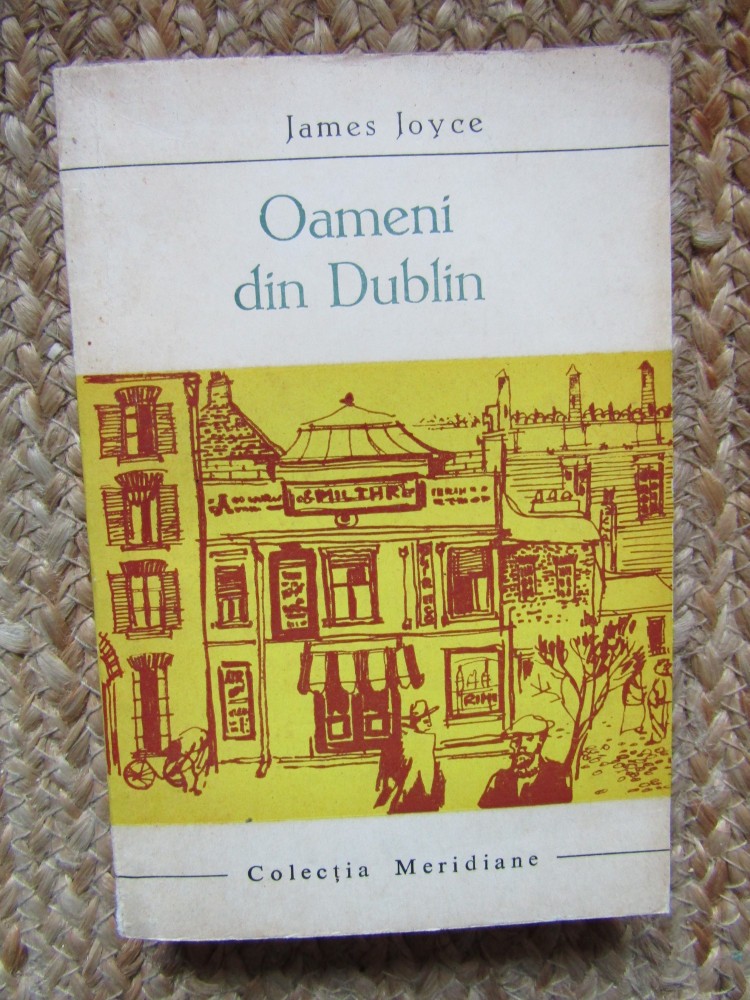 James Joyce
Oameni
din Dublin
Colecția Meridiane